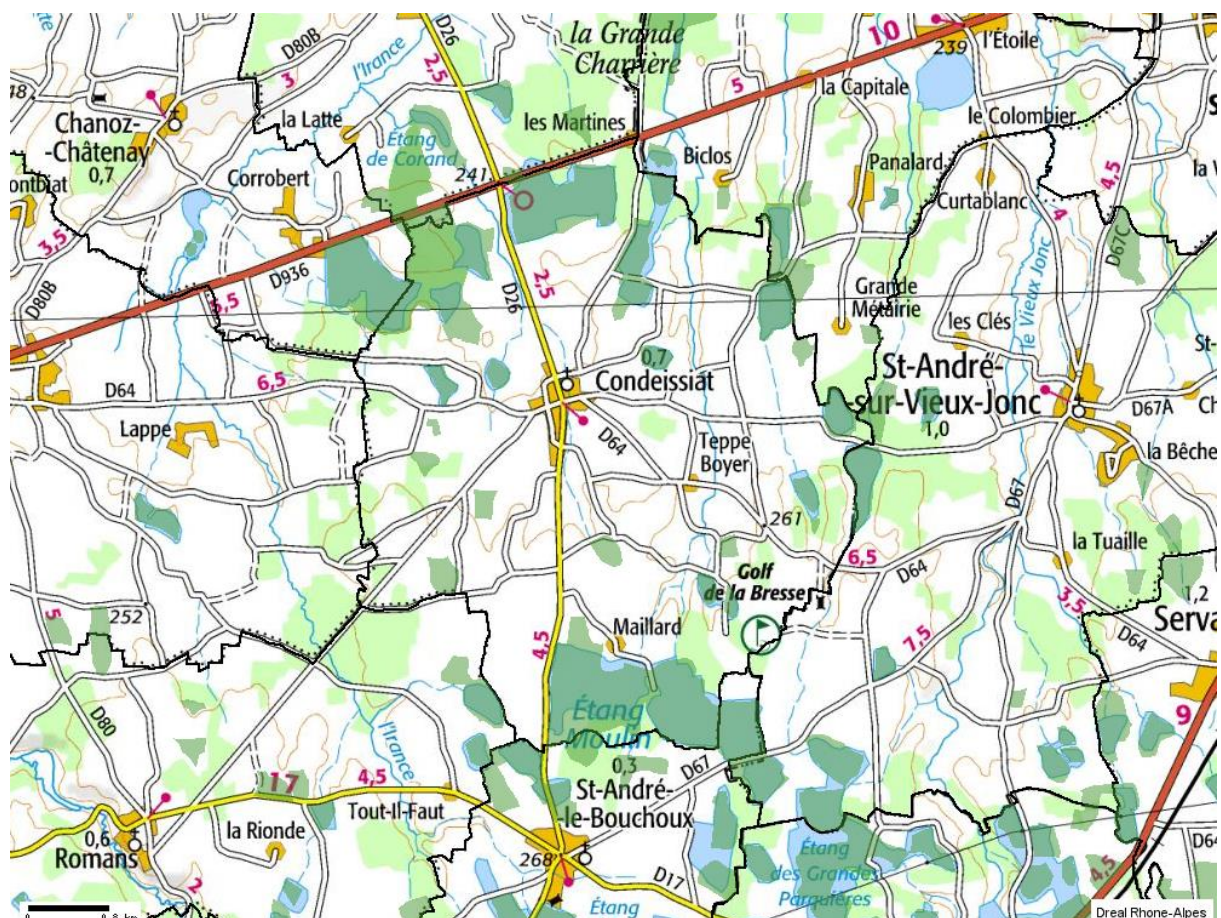 la Grande
Charrière
10
239
l'Étoile
D80B
D26
l'Irance
2,5
3
5
la Capitale
la Latte
les Martines
le Colombier
Chanoz-
-Châtenay
0,7
Étang
de Corand
Biclos
Panalard
4,5
Corrobert
241
Curtablanc
4
3,5
D67C
D80B
D936
5,5
D26
2,5
Grande
Métairie
le Vieux Jonc
les Clés
St-
0,7
Condeissiat
St-André-
-sur-Vieux-Jonc
1,0
D64
6,5
D67A
Lappe
D64
Teppe
Boyer
la Bêche
D67
261
la Tuaille
6,5
D64
Golf
de la Bresse
1,2
252
5
Maillard
4,5
3,5
Serva
7,5
D64
D80
Étang
Moulin
0,3
9
l'Irance
D67
17
4,5
St-André-
-le-Bouchoux
Tout-Il-Faut
la Rionde
0,6
Romans
268
Étang
des Grandes
Parquières
D64
4,5
2
D17
Étang
Dreal Rhone-Alpes